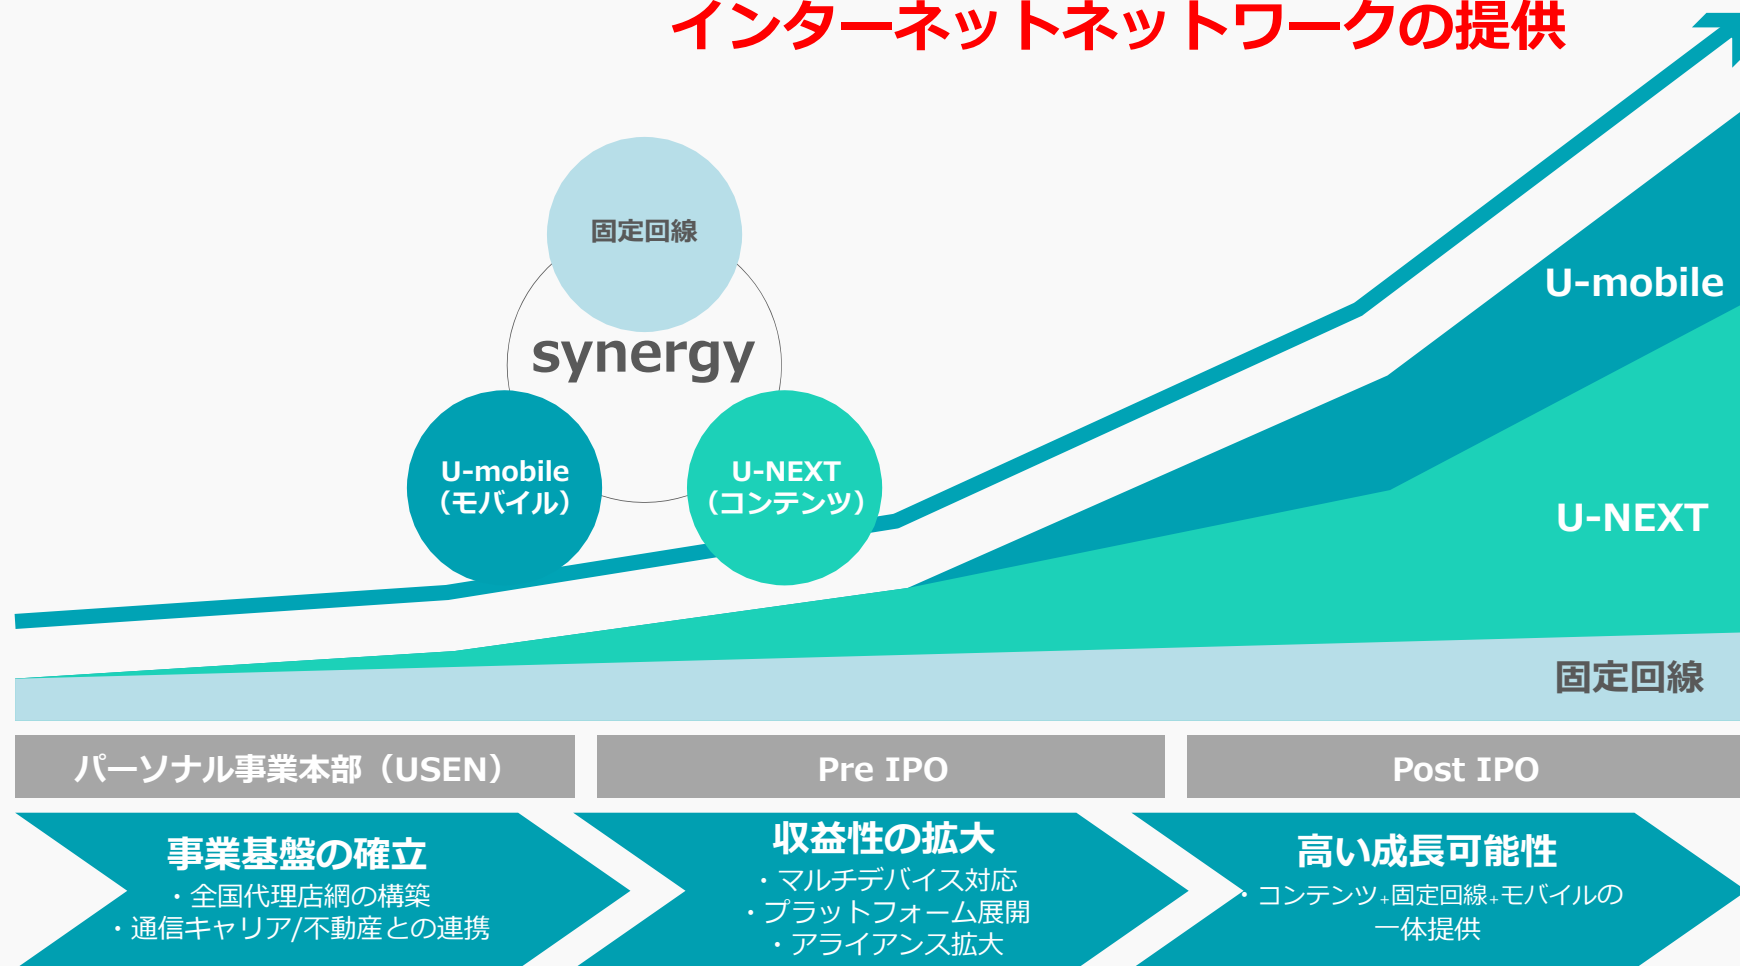 インターネットネットワークの提供
固定回線
synergy
U-mobile
（モバイル）
U-NEXT
（コンテンツ）
U-mobile
U-NEXT
固定回線
パーソナル事業本部（USEN）
Pre IPO
Post IPO
事業基盤の確立
・全国代理店網の構築
・通信キャリア/不動産との連携
収益性の拡大
・マルチデバイス対応
・プラットフォーム展開
・アライアンス拡大
高い成長可能性
・コンテンツ+固定回線+モバイルの
一体提供